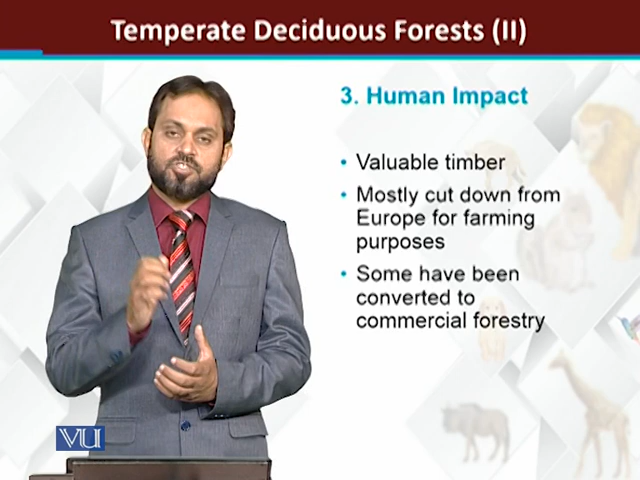 Temperate Deciduous Forests (II)
3. Human Impact
• Valuable timber
• Mostly cut down from
Europe for farming
purposes
• Some have been
converted to
commercial forestry
VU